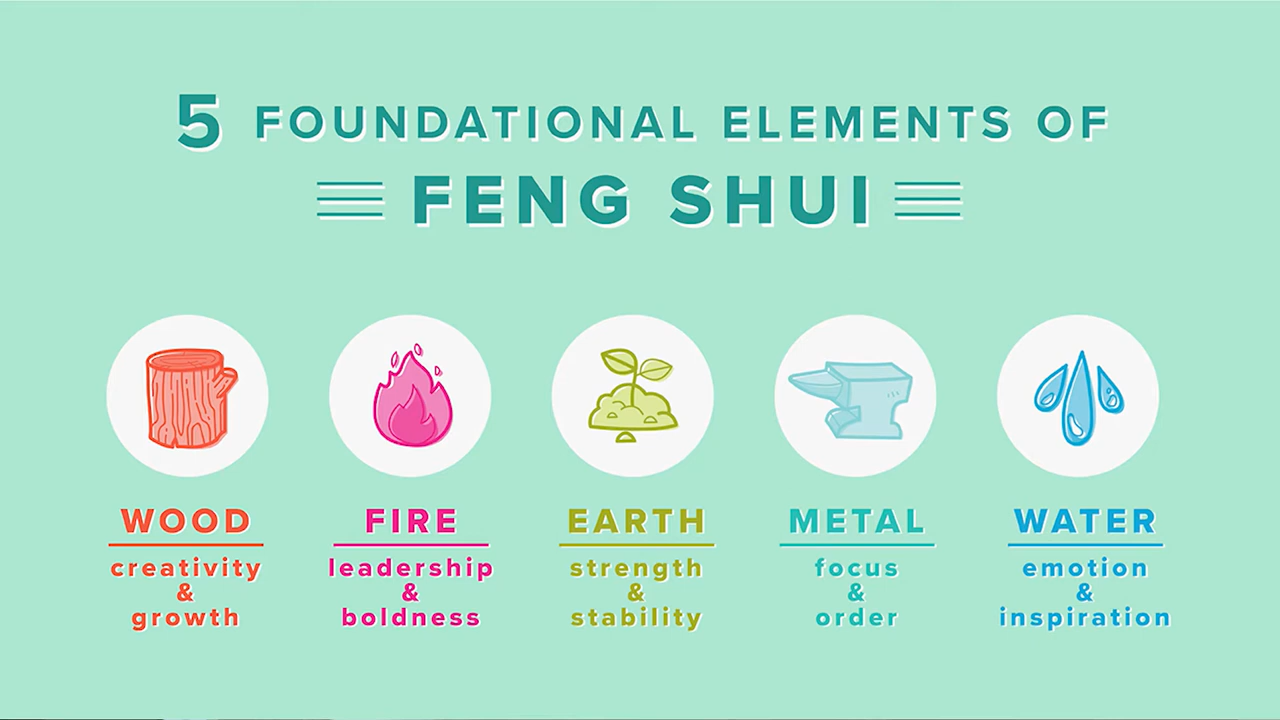 5 FOUNDATIONAL ELEMENTS OF
FENG SHUI
WOOD
creativity
&
growth
FIRE
leadership
&
boldness
EARTH
strength
&
stability
METAL
focus
&
order
WATER
emotion
&
inspiration